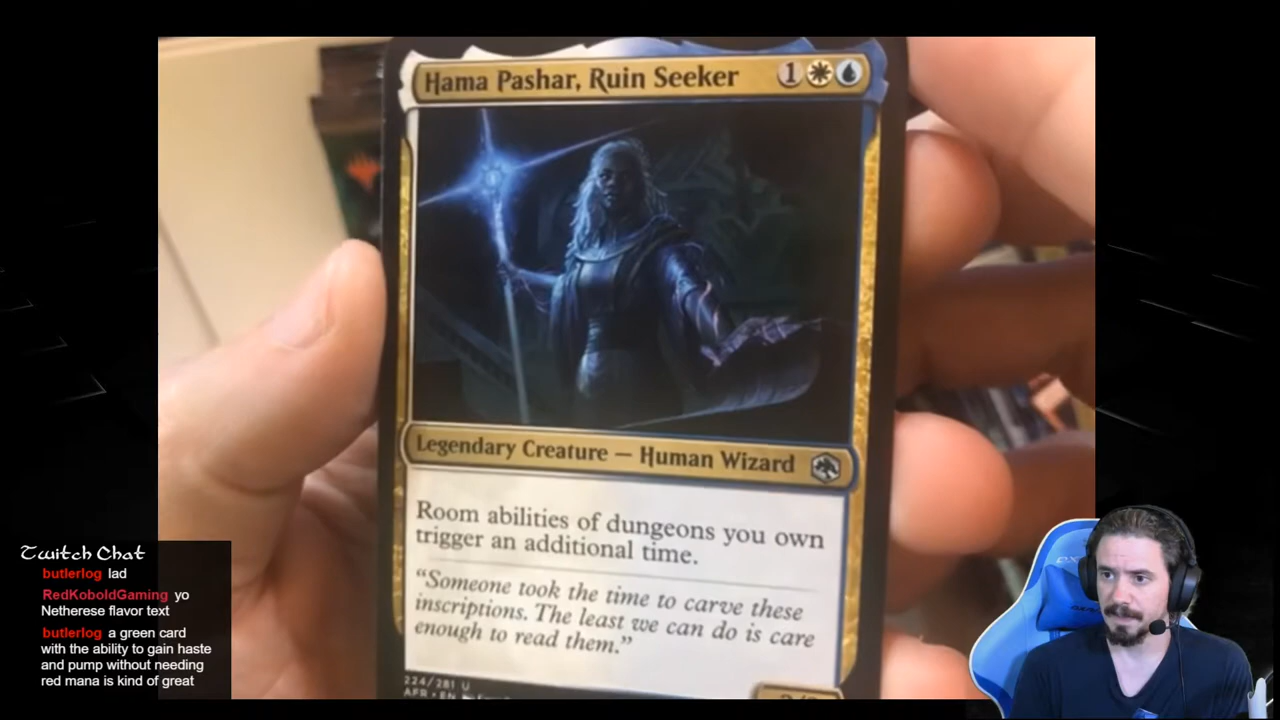 Hama Pashar, Ruin Seeker 1
Legendary Creature — Human Wizard
Room abilities of dungeons you own
trigger an additional time.
“Someone took the time to carve these
inscriptions. The least we can do is care
enough to read them.”
224/281 U
AFR • EN
Twitch Chat
butlerlog lad
RedKoboldGaming yo
Netherese flavor text
butlerlog a green card
with the ability to gain haste
and pump without needing
red mana is kind of great